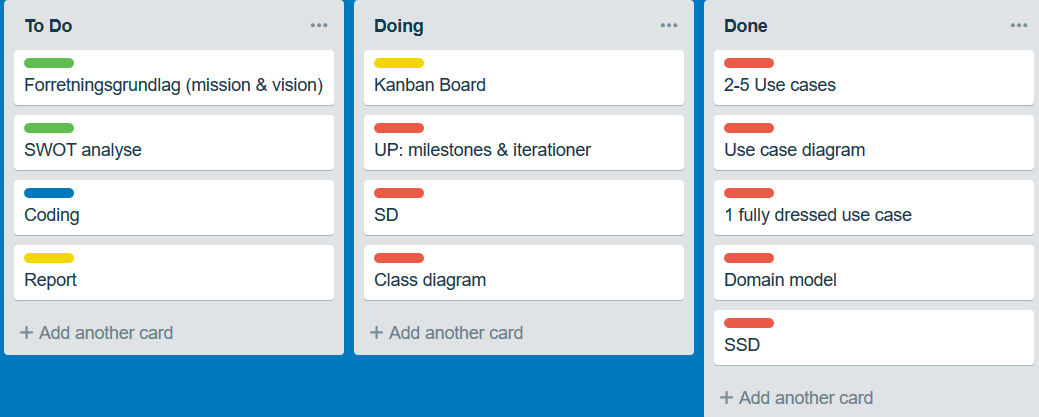 To Do
Forretningsgrundlag (mission & vision)
SWOT analyse
Coding
Report
+ Add another card
Doing
Kanban Board
UP: milestones & iterationer
SD
Class diagram
+ Add another card
Done
2-5 Use cases
Use case diagram
1 fully dressed use case
Domain model
SSD
+ Add another card